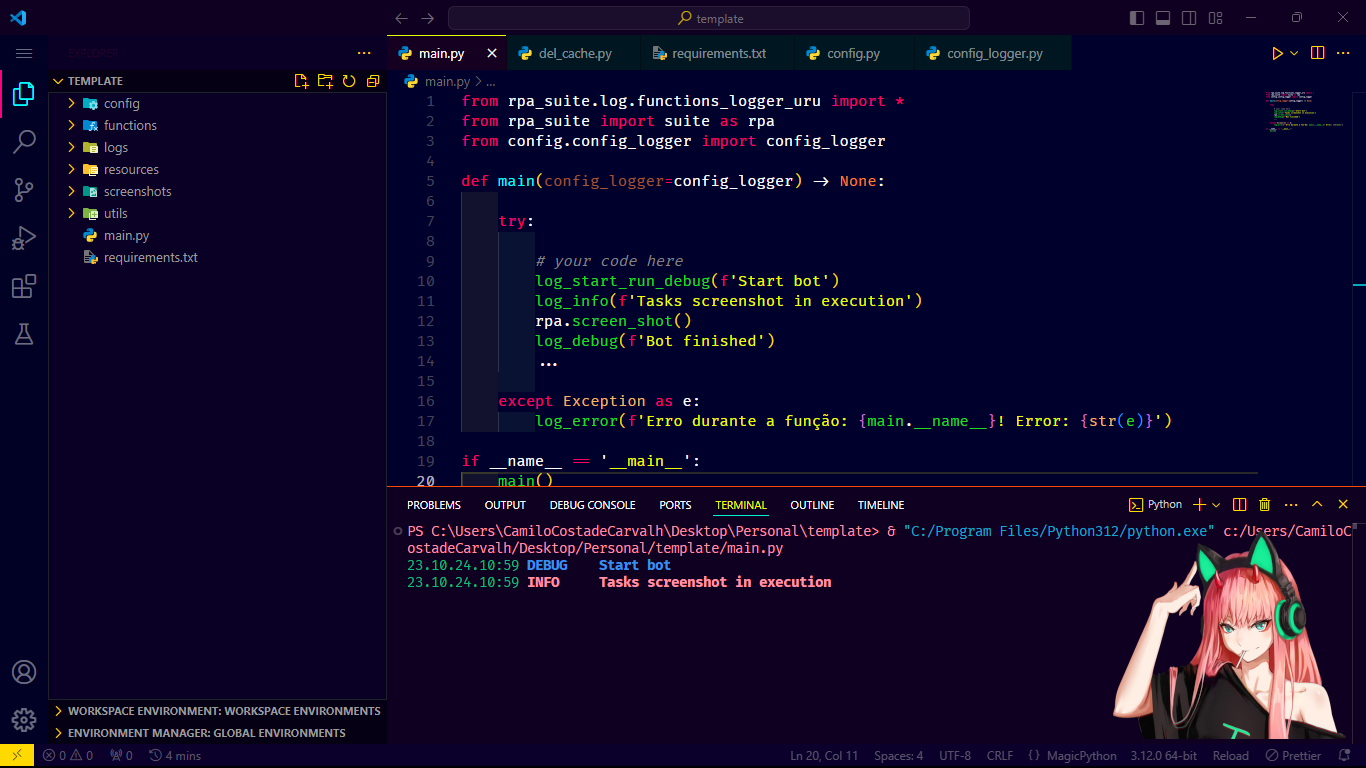 template
EXPLORER
TEMPLATE
config
functions
logs
resources
screenshots
utils
main.py
requirements.txt
WORKSPACE ENVIRONMENT: WORKSPACE ENVIRONMENTS
ENVIRONMENT MANAGER: GLOBAL ENVIRONMENTS
main.py del_cache.py requirements.txt config.py config_logger.py
main.py > ...
1 from rpa_suite.log.functions_logger_uru import *
2 from rpa_suite import suite as rpa
3 from config.config_logger import config_logger
4
5 def main(config_logger=config_logger) -> None:
6
7 try:
8
9 # your code here
10 log_start_run_debug(f'Start bot')
11 log_info(f'Tasks screenshot in execution')
12 rpa.screen_shot()
13 log_debug(f'Bot finished')
14 ...
15
16 except Exception as e:
17 log_error(f'Erro durante a função: {main.__name__}! Error: {str(e)}')
18
19 if __name__ == '__main__':
20 main()
PROBLEMS OUTPUT DEBUG CONSOLE PORTS TERMINAL OUTLINE TIMELINE Python
PS C:\Users\CamiloCostadeCarvalh\Desktop\Personal\template> & "C:/Program Files/Python312/python.exe" c:/Users/CamiloC
ostadeCarvalh/Desktop/Personal/template/main.py
23.10.24.10:59 DEBUG Start bot
23.10.24.10:59 INFO Tasks screenshot in execution
0 0 0 4 mins Ln 20, Col 11 Spaces: 4 UTF-8 CRLF { } MagicPython 3.12.0 64-bit Reload Prettier